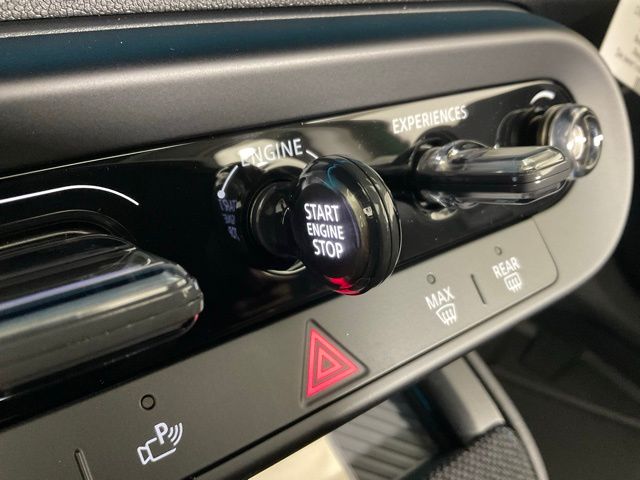 EXPERIENCES
ENGINE
START
ENGINE
STOP
MAX
REAR
P